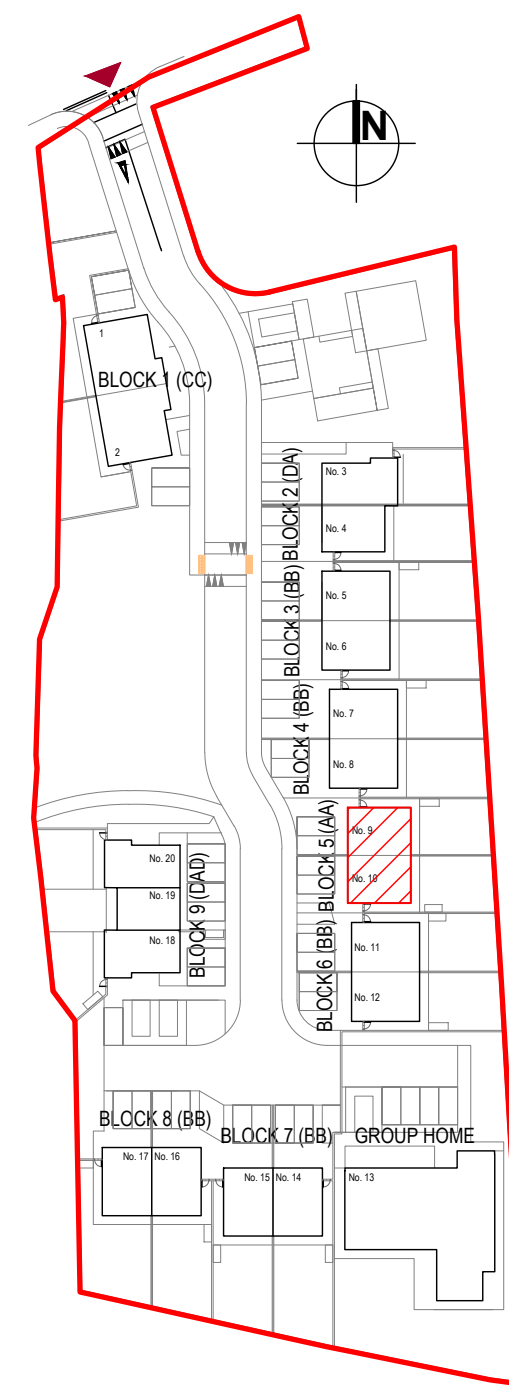 N
1
BLOCK 1 (CC)
2
BLOCK 2 (DA)
No. 3
No. 4
BLOCK 3 (BB)
No. 5
No. 6
BLOCK 4 (BB)
No. 7
No. 8
BLOCK 5 (AA)
No. 9
No. 10
No. 20
No. 19
No. 18
BLOCK 9 (DAD)
BLOCK 6 (BB)
No. 11
No. 12
BLOCK 8 (BB)
BLOCK 7 (BB)
GROUP HOME
No. 17
No. 16
No. 15
No. 14
No. 13